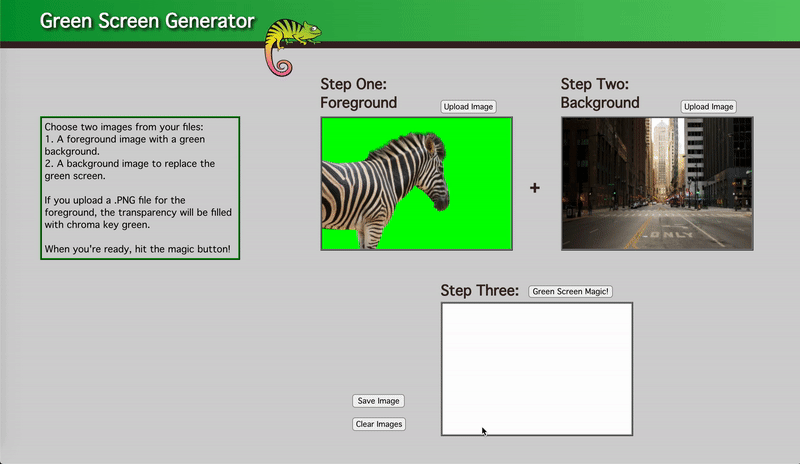 Green Screen Generator
Step One:
Foreground
Upload Image
Step Two:
Background
Upload Image
Choose two images from your files:
1. A foreground image with a green
background.
2. A background image to replace the
green screen.
If you upload a .PNG file for the
foreground, the transparency will be filled
with chroma key green.
When you're ready, hit the magic button!
+
ONLY
Step Three:
Green Screen Magic!
Save Image
Clear Images